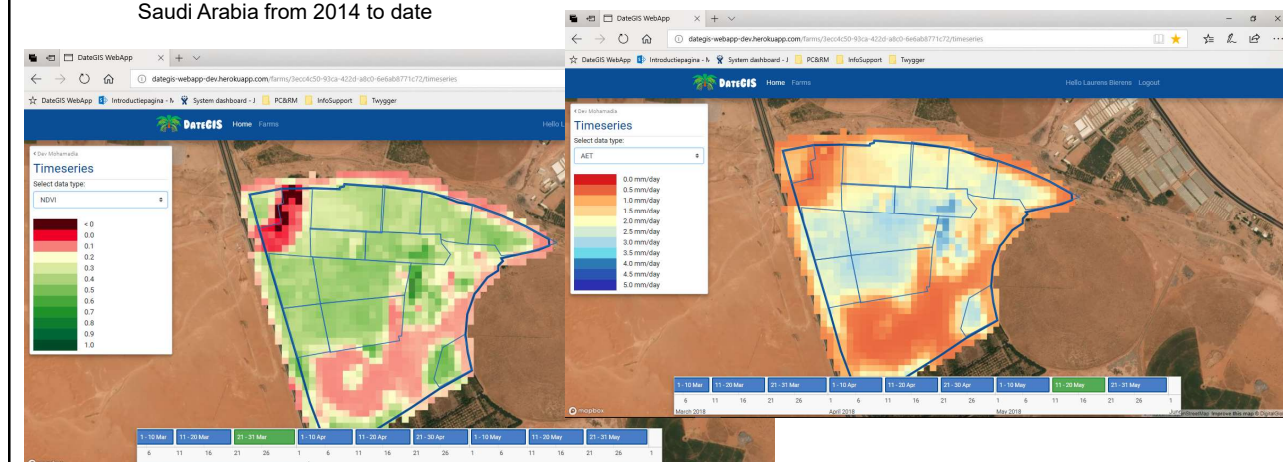 Saudi Arabia from 2014 to date
DateGIS WebApp
dategis-webapp-dev.herokuapp.com/farms/3ecc4c50-93ca-422d-a8c0-6e6ab8771c72/timeseries
DateGIS WebApp
Introductiepagina - N
System dashboard - J
PC&RM
InfoSupport
Twygger
DATEGIS
Home
Farms
Dev Mohamadia
Timeseries
Select data type:
NDVI
< 0
0.0
0.1
0.2
0.3
0.4
0.5
0.6
0.7
0.8
0.9
1.0
1 - 10 Mar
11 - 20 Mar
21 - 31 Mar
1 - 10 Apr
11 - 20 Apr
21 - 30 Apr
1 - 10 May
11 - 20 May
21 - 31 May
6 11 16 21 26 1 6 11 16 21 26 1 6 11 16 21 26 1
DateGIS WebApp
dategis-webapp-dev.herokuapp.com/farms/3ecc4c50-93ca-422d-a8c0-6e6ab8771c72/timeseries
DateGIS WebApp
Introductiepagina - N
System dashboard - J
PC&RM
InfoSupport
Twygger
DATEGIS
Home
Farms
Hello Laurens Bierens
Logout
Dev Mohamadia
Timeseries
Select data type:
AET
0.0 mm/day
0.5 mm/day
1.0 mm/day
1.5 mm/day
2.0 mm/day
2.5 mm/day
3.0 mm/day
3.5 mm/day
4.0 mm/day
4.5 mm/day
5.0 mm/day
1 - 10 Mar
11 - 20 Mar
21 - 31 Mar
1 - 10 Apr
11 - 20 Apr
21 - 30 Apr
1 - 10 May
11 - 20 May
21 - 31 May
6 11 16 21 26 1 6 11 16 21 26 1 6 11 16 21 26 1
March 2018
April 2018
May 2018
mapbox
Improve this map